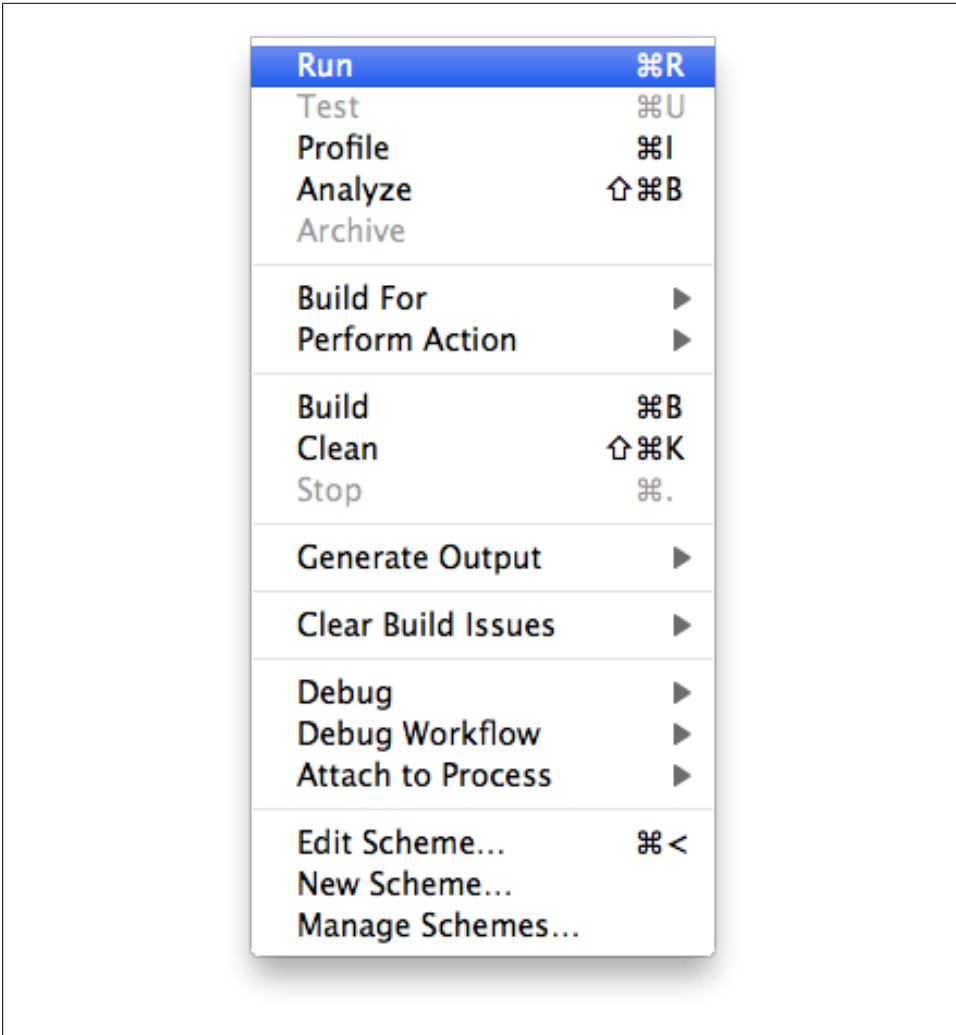 Run ⌘R
Test ⌘U
Profile ⌘I
Analyze ⇧⌘B
Archive
Build For ▶
Perform Action ▶
Build ⌘B
Clean ⇧⌘K
Stop ⌘.
Generate Output ▶
Clear Build Issues ▶
Debug ▶
Debug Workflow ▶
Attach to Process ▶
Edit Scheme... ⌘<
New Scheme...
Manage Schemes...